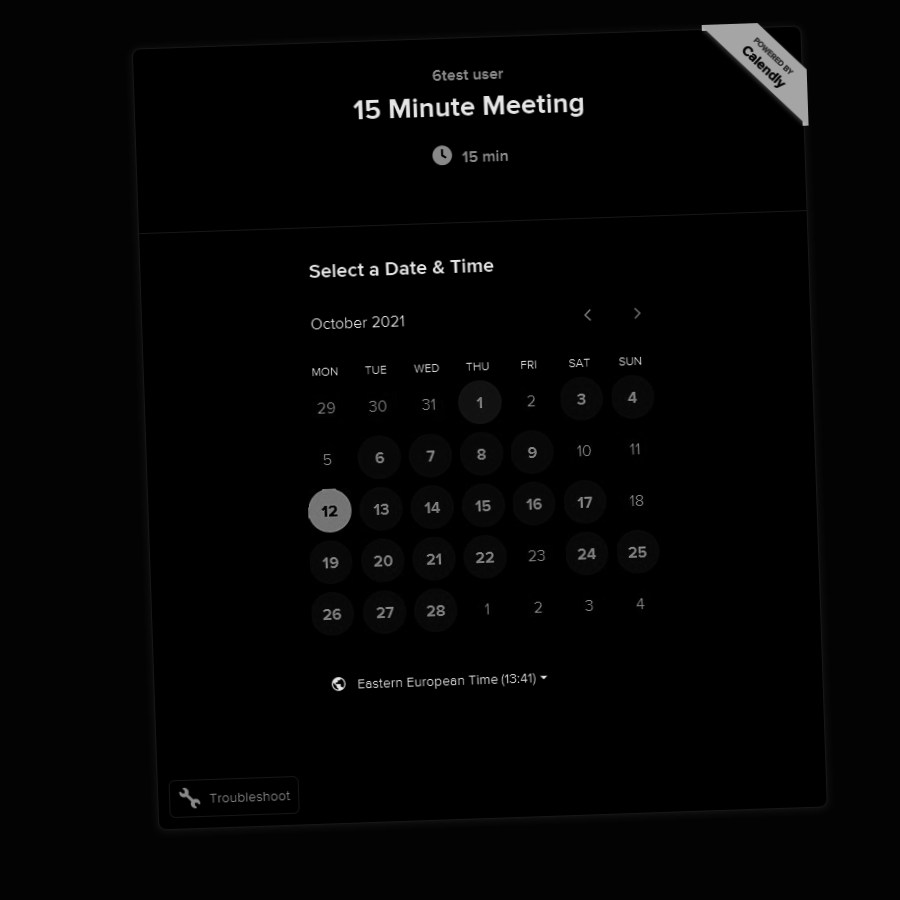 POWERED BY
Calendly
6test user
15 Minute Meeting
15 min
Select a Date & Time
October 2021
MON TUE WED THU FRI SAT SUN
29 30 31 1 2 3 4
5 6 7 8 9 10 11
12 13 14 15 16 17 18
19 20 21 22 23 24 25
26 27 28 1 2 3 4
Eastern European Time (13:41)
Troubleshoot